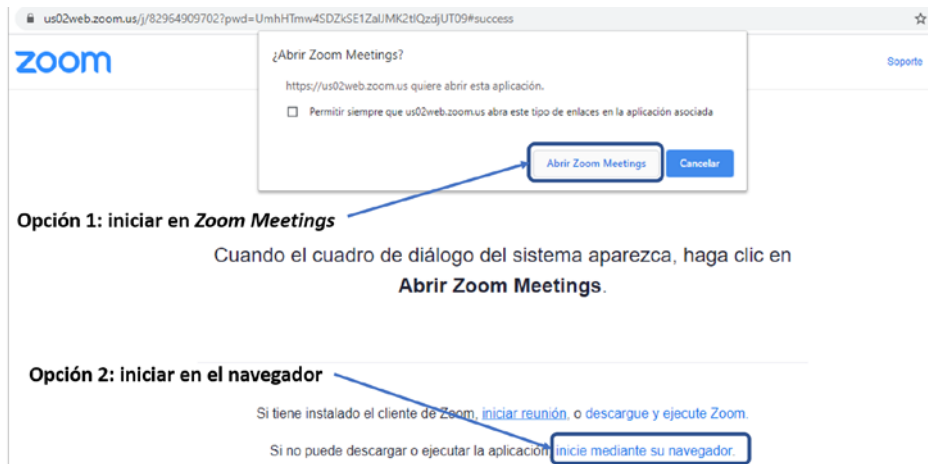 us02web.zoom.us/j/82964909702?pwd=UmhHTmw4SDZkSE1ZalJMK2tIQzdjUT09#success
zoom
Soporte
¿Abrir Zoom Meetings?
https://us02web.zoom.us quiere abrir esta aplicación.
Permitir siempre que us02web.zoom.us abra este tipo de enlaces en la aplicación asociada
Abrir Zoom Meetings Cancelar
Opción 1: iniciar en Zoom Meetings
Cuando el cuadro de diálogo del sistema aparezca, haga clic en
Abrir Zoom Meetings.
Opción 2: iniciar en el navegador
Si tiene instalado el cliente de Zoom, iniciar reunión, o descargue y ejecute Zoom.
Si no puede descargar o ejecutar la aplicación, inicie mediante su navegador.